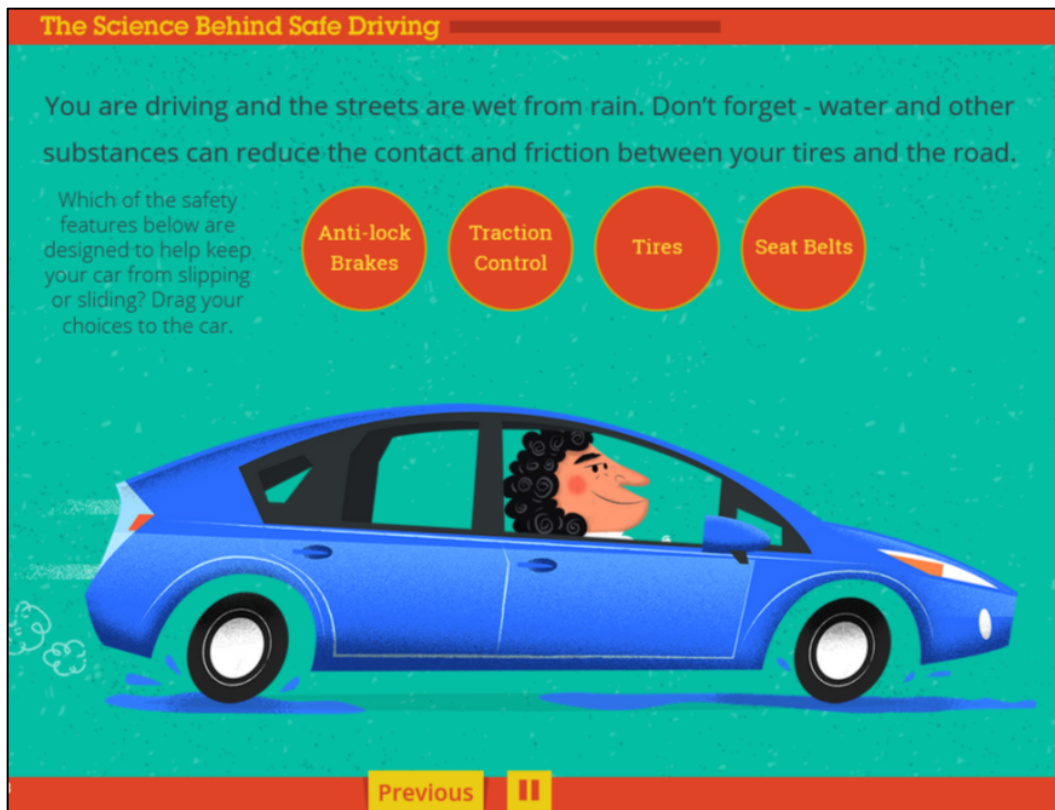 The Science Behind Safe Driving
You are driving and the streets are wet from rain. Don't forget - water and other
substances can reduce the contact and friction between your tires and the road.
Which of the safety
features below are
designed to help keep
your car from slipping
or sliding? Drag your
choices to the car.
Anti-lock
Brakes
Traction
Control
Tires
Seat Belts
Previous